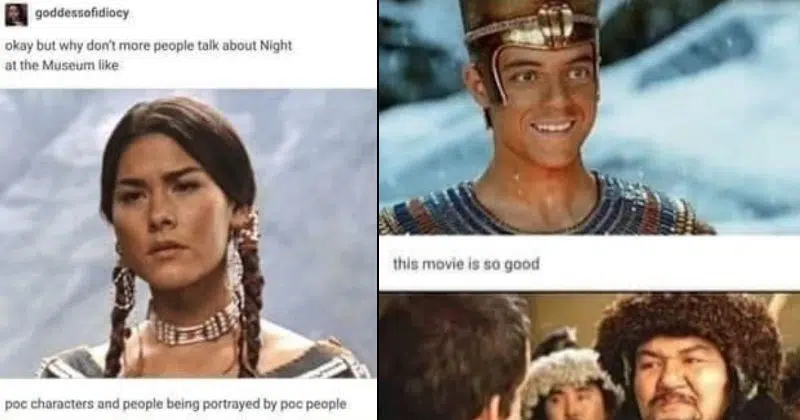 goddessofidiocy
okay but why don't more people talk about Night
at the Museum like
poc characters and people being portrayed by poc people
this movie is so good